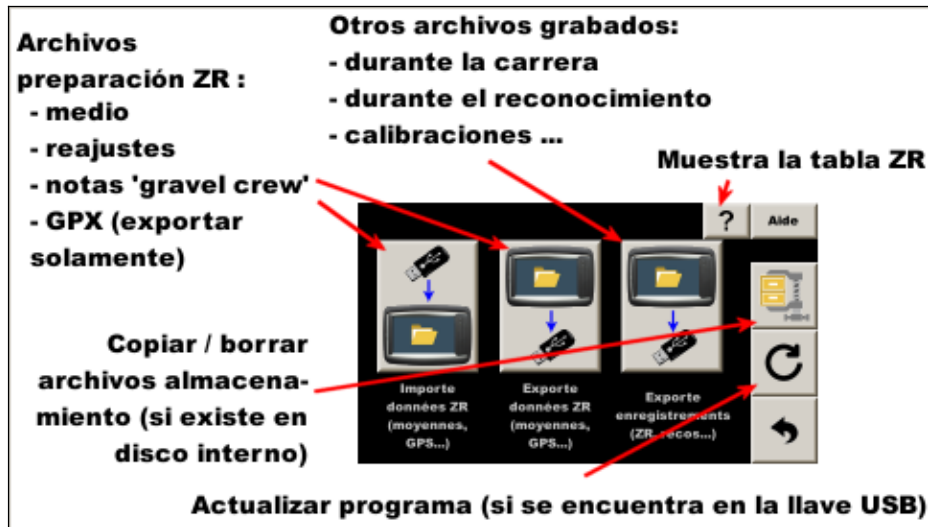 Archivos
preparación ZR :
- medio
- reajustes
- notas 'gravel crew'
- GPX (exportar
solamente)
Otros archivos grabados:
- durante la carrera
- durante el reconocimiento
- calibraciones ...
Muestra la tabla ZR
?
Aide
Importe
données ZR
(moyennes,
GPS...)
Exporte
données ZR
(moyennes,
GPS...)
Exporte
enregistrements
(ZR, recos...)
Copiar / borrar
archivos almacena-
miento (si existe en
disco interno)
Actualizar programa (si se encuentra en la llave USB)